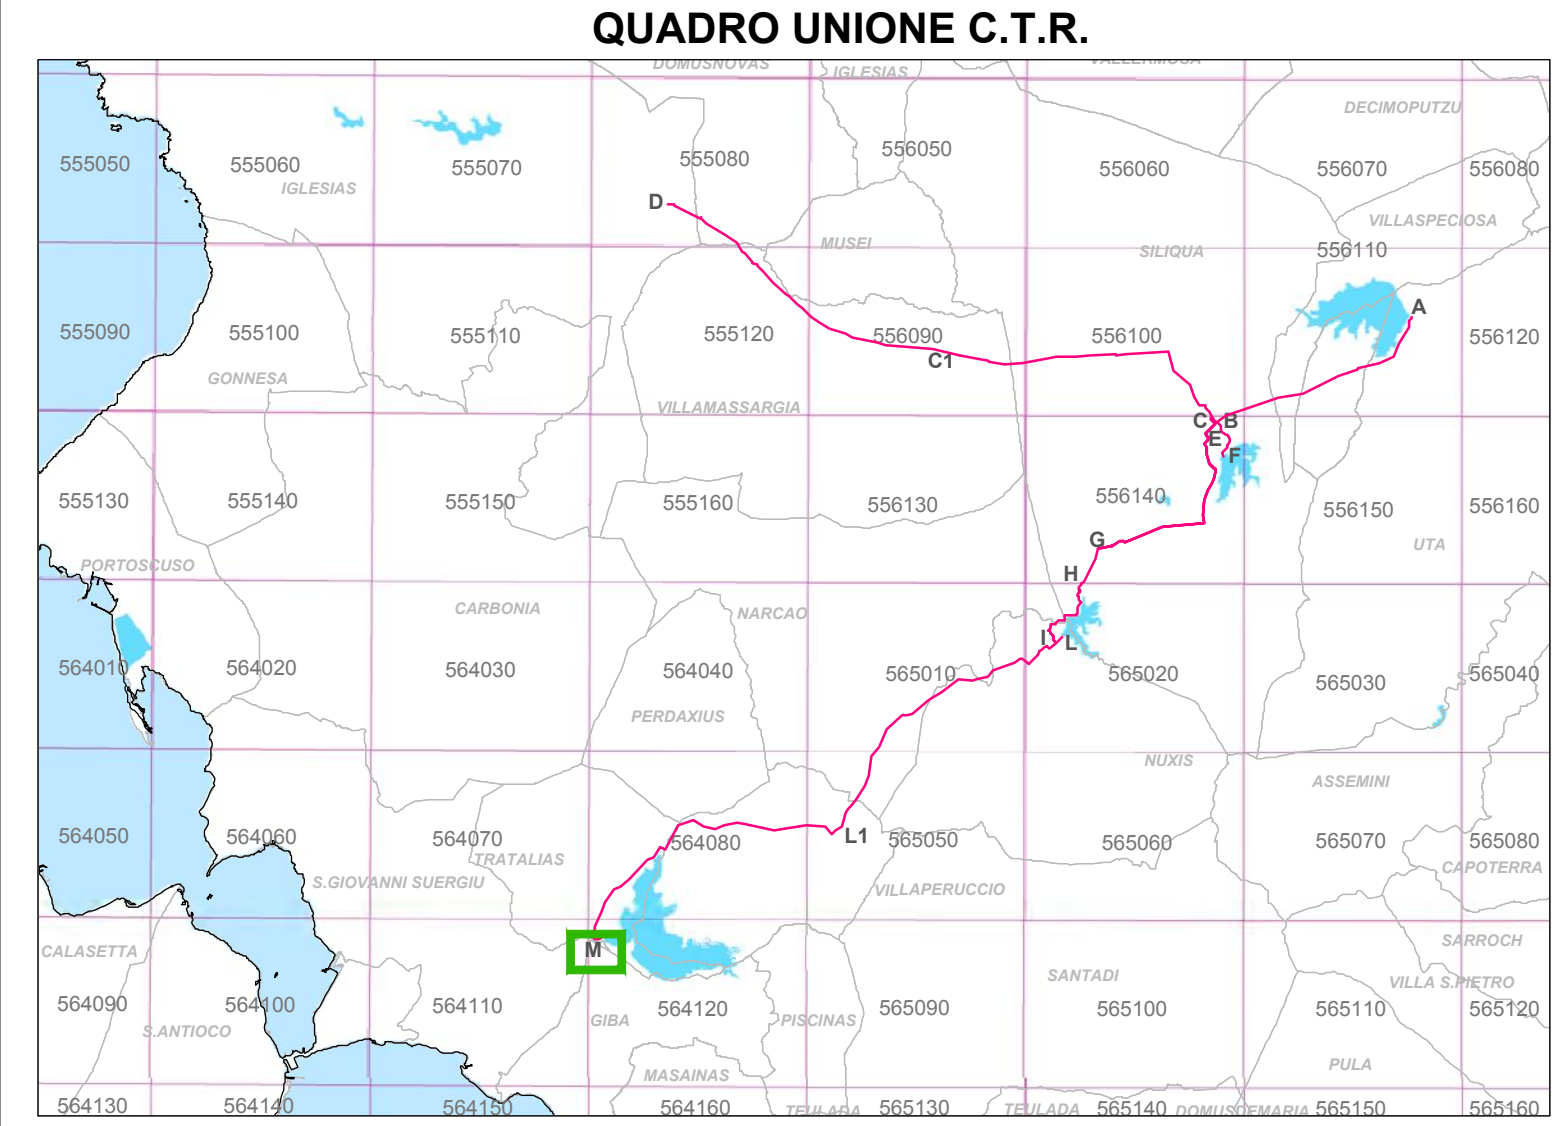 QUADRO UNIONE C.T.R.
DOMUSNOVAS
IGLESIAS
VALLERMOSA
DECIMOPUTZU
555050
555060
555070
555080
556050
556060
556070
556080
IGLESIAS
D
VILLASPECIOSA
MUSEI
SILIQUA
556110
A
555090
555100
555110
555120
556090
556100
556120
C1
GONNESA
VILLAMASSARGIA
C
B
E
F
555130
555140
555150
555160
556130
556140
556150
556160
G
UTA
PORTOSCUSO
H
CARBONIA
NARCAO
I
L
564010
564020
564030
564040
565010
565020
565030
565040
PERDAXIUS
NUXIS
ASSEMINI
564050
564060
564070
564080
L1
565050
565060
565070
565080
TRATALIAS
CAPOTERRA
S.GIOVANNI SUERGIU
VILLAPERUCCIO
CALASETTA
M
SARROCH
SANTADI
VILLA S.PIETRO
564090
564100
564110
564120
565090
565100
565110
565120
S.ANTIOCO
GIBA
PISCINAS
PULA
MASAINAS
564130
564140
564150
564160
TEULADA
565130
TEULADA
565140
DOMUSDEMARIA
565150
565160